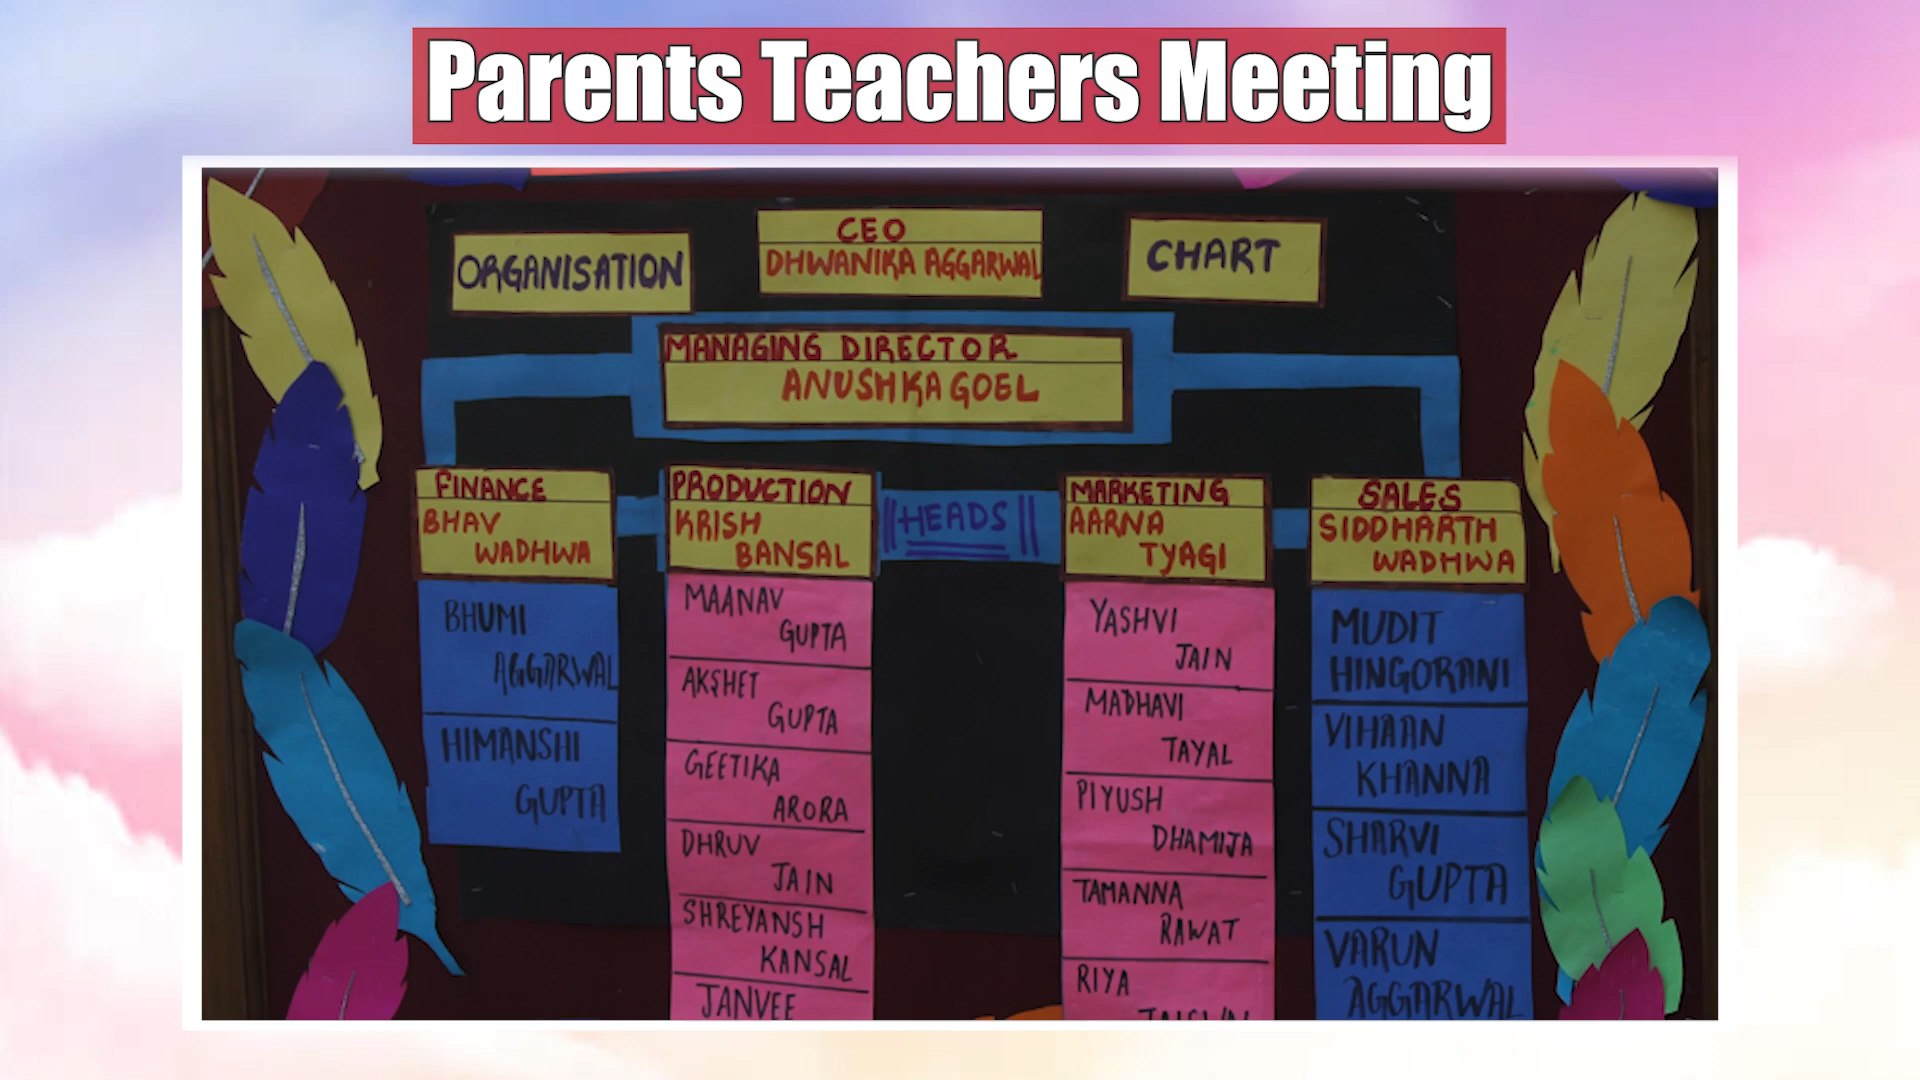 Parents Teachers Meeting
ORGANISATION
CEO
DHWANIKA AGGARWAL
CHART
MANAGING DIRECTOR
ANUSHKA GOEL
FINANCE
BHAV
WADHWA
PRODUCTION
KRISH
BANSAL
HEADS
MARKETING
AARNA
TYAGI
SALES
SIDDHARTH
WADHWA
BHUMI
AGGARWAL
HIMANSHI
GUPTA
MAANAV
GUPTA
AKSHET
GUPTA
GEETIKA
ARORA
DHRUV
JAIN
SHREYANSH
KANSAL
JANVEE
YASHVI
JAIN
MADHAVI
TAYAL
PIYUSH
DHAMIJA
TAMANNA
RAWAT
RIYA
MUDIT
HINGORANI
VIHAAN
KHANNA
SHARVI
GUPTA
VARUN
AGGARWAL